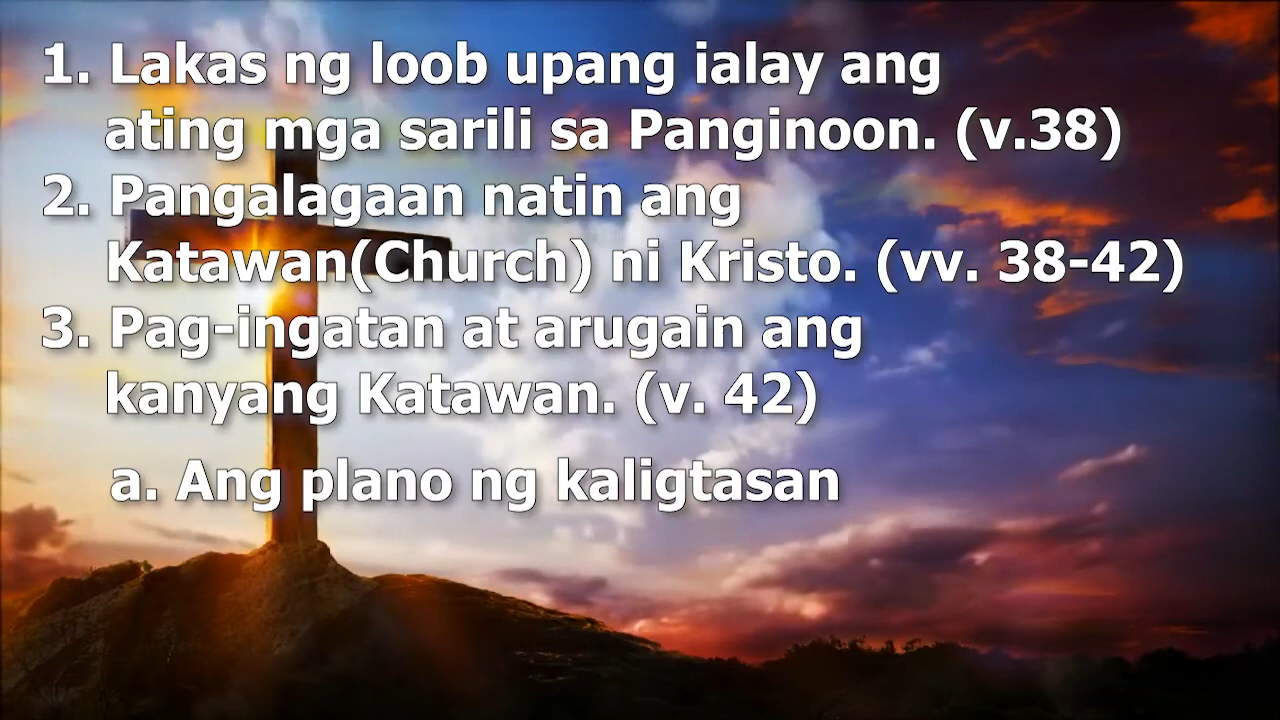 1. Lakas ng loob upang ialay ang
ating mga sarili sa Panginoon. (v.38)
2. Pangalagaan natin ang
Katawan(Church) ni Kristo. (vv. 38-42)
3. Pag-ingatan at arugain ang
kanyang Katawan. (v. 42)
a. Ang plano ng kaligtasan